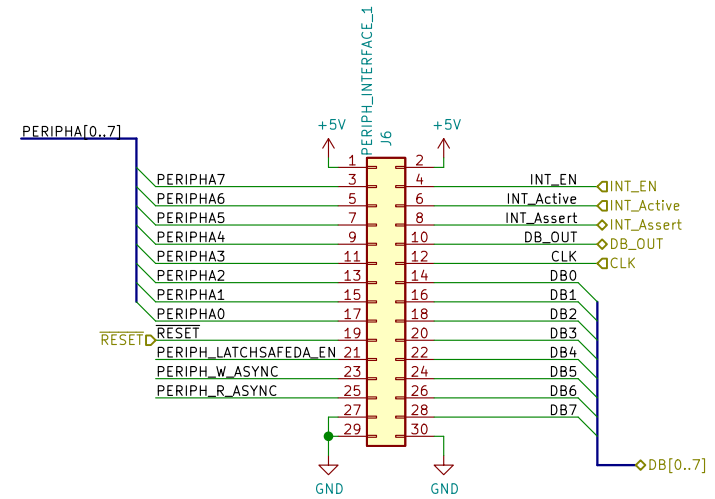 PERIPH_INTERFACE_1
J6
PERIPHA[0..7]
+5V
+5V
1 2
PERIPHA7 3 4 INT_EN INT_EN
PERIPHA6 5 6 INT_Active INT_Active
PERIPHA5 7 8 INT_Assert INT_Assert
PERIPHA4 9 10 DB_OUT DB_OUT
PERIPHA3 11 12 CLK CLK
PERIPHA2 13 14 DB0
PERIPHA1 15 16 DB1
PERIPHA0 17 18 DB2
RESET RESET 19 20 DB3
PERIPH_LATCHSAFEDA_EN 21 22 DB4
PERIPH_W_ASYNC 23 24 DB5
PERIPH_R_ASYNC 25 26 DB6
27 28 DB7
29 30
DB[0..7]
GND
GND